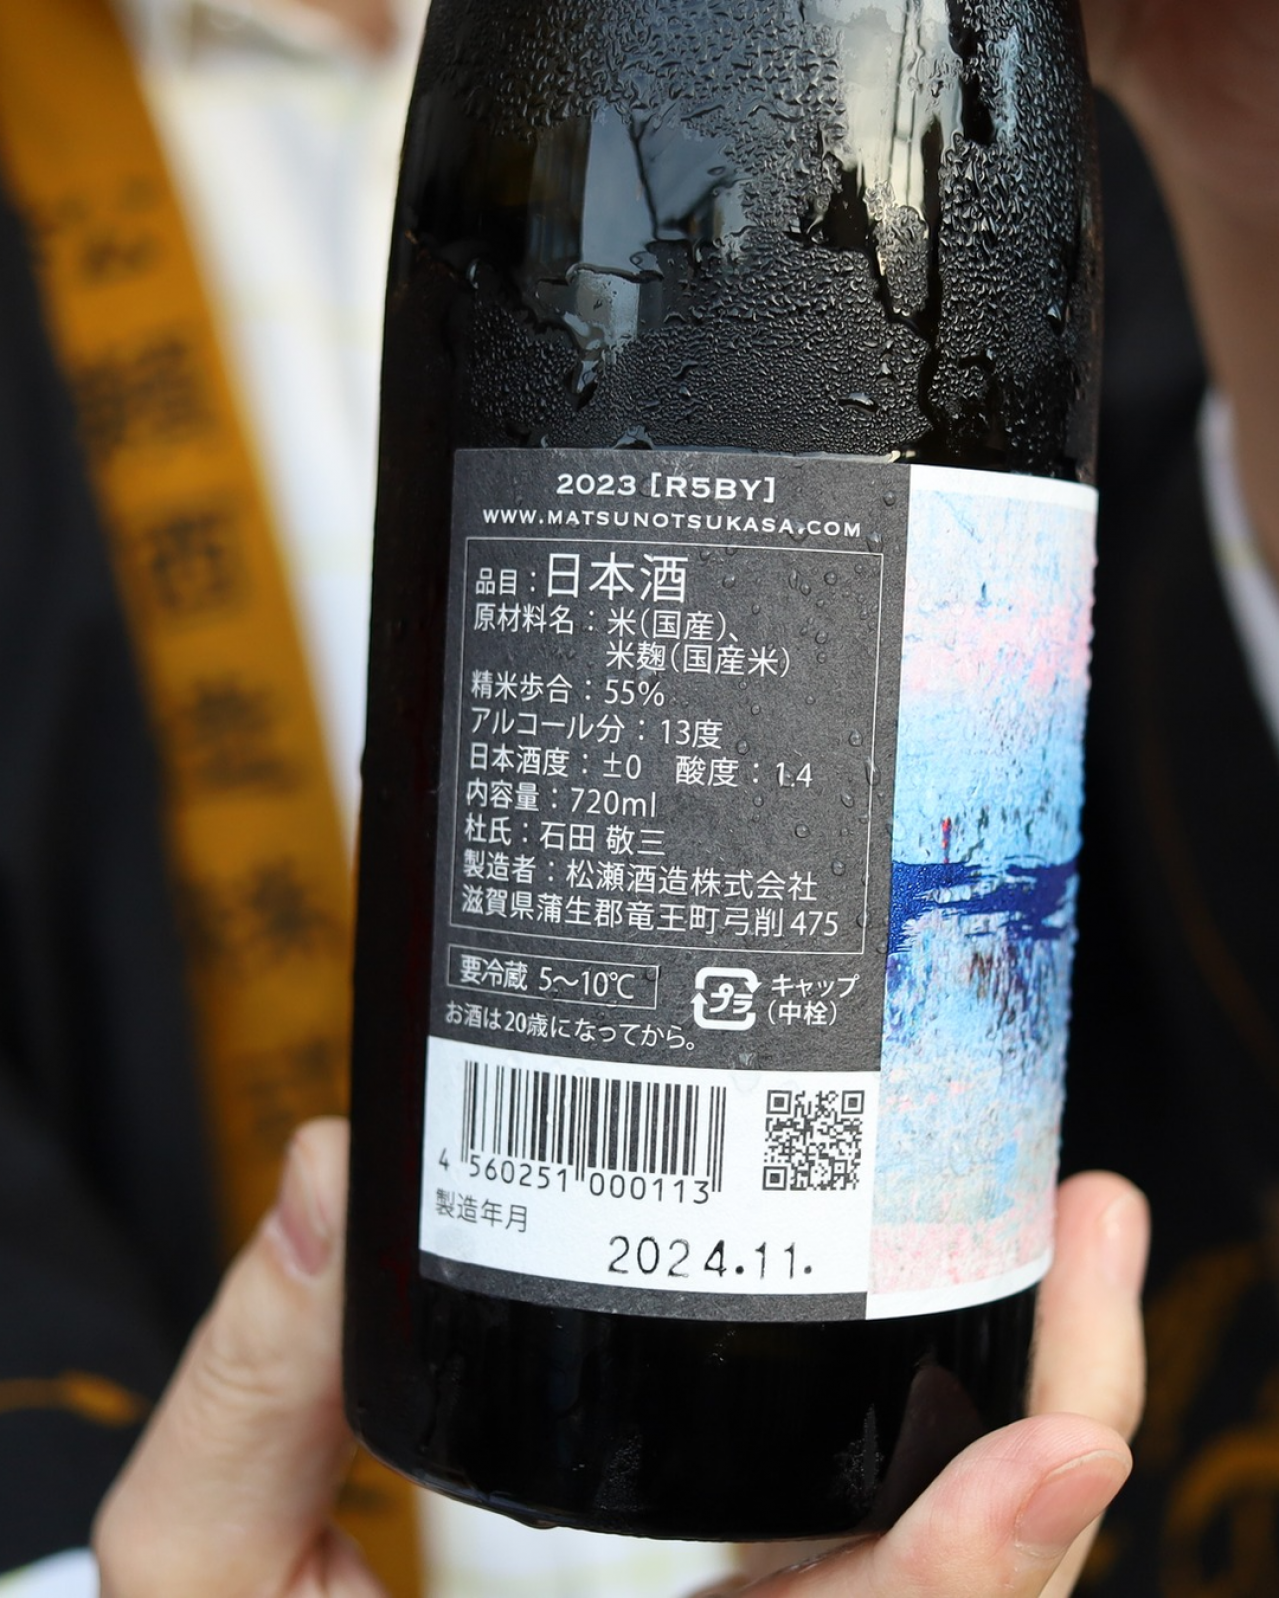 2023 [R5BY]
WWW.MATSUNOTSUKASA.COM
品目：日本酒
原材料名：米（国産）、
米麹（国産米）
精米歩合：55%
アルコール分：13度
日本酒度：±0　酸度：1.4
内容量：720ml
杜氏：石田 敬三
製造者：松瀬酒造株式会社
滋賀県蒲生郡竜王町弓削475
要冷蔵 5〜10℃
プラ
キャップ
（中栓）
お酒は20歳になってから。
4 560251 000113
製造年月
2024.11.